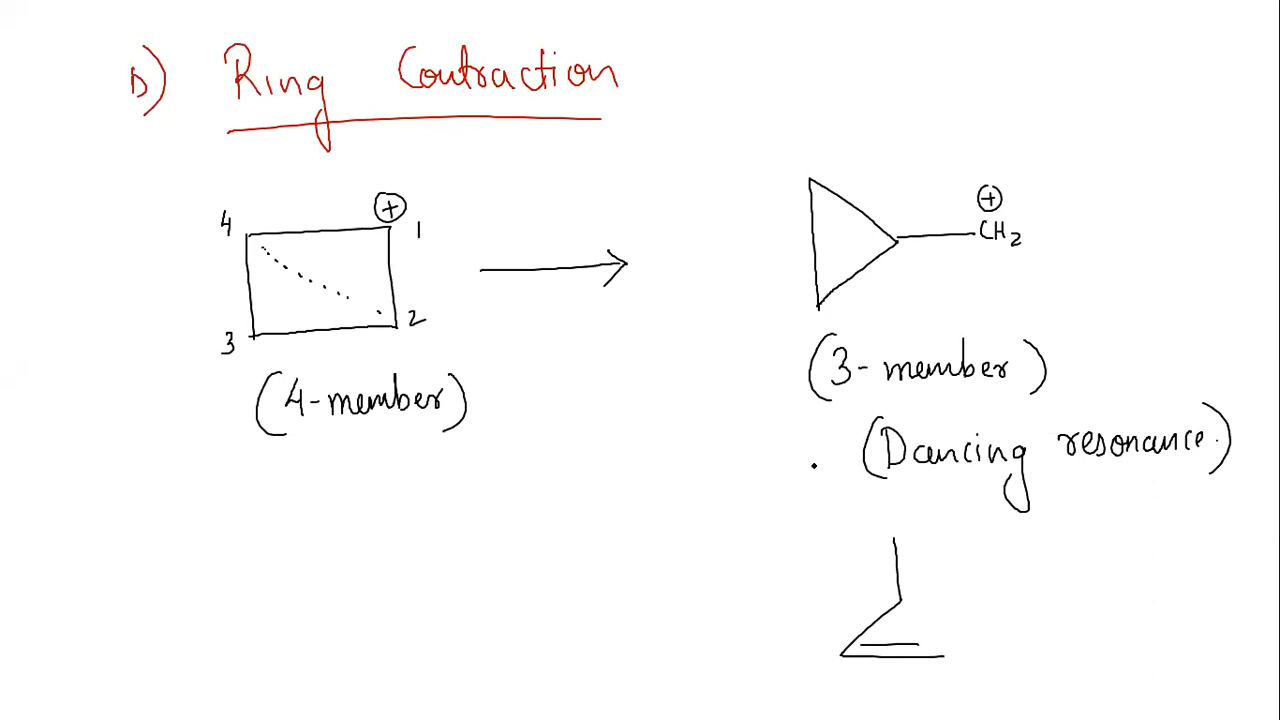 D) Ring Contraction
⊕
4 1
3 2
(4-member)
⊕
CH₂
(3-member)
(Dancing resonance.)